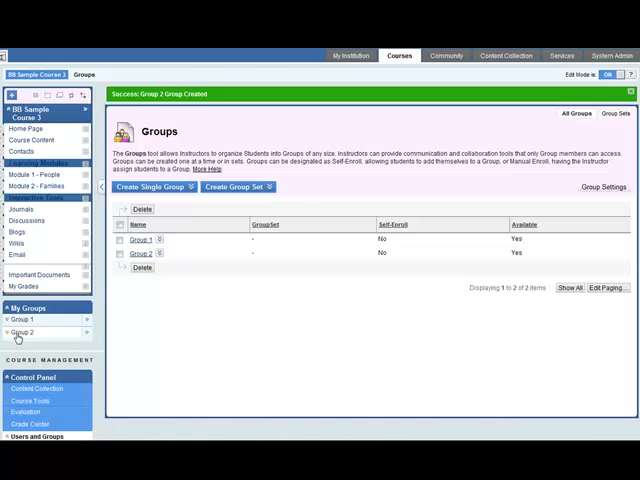 My Institution Courses Community Content Collection Services System Admin
BB Sample Course 3 Groups Edit Mode is: ?
Success: Group 2 Group Created
BB Sample
Course 3
Home Page
Course Content
Contacts
Learning Modules
Module 1 - People
Module 2 - Families
Interactive Tools
Journals
Discussions
Blogs
Wikis
Email
Important Documents
My Grades
My Groups
Group 1
Group 2
COURSE MANAGEMENT
Control Panel
Content Collection
Course Tools
Evaluation
Grade Center
Users and Groups
All Groups Group Sets
Groups
The Groups tool allows Instructors to organize Students into Groups of any size. Instructors can provide communication and collaboration tools that only Group members can access.
Groups can be created one at a time or in sets. Groups can be designated as Self-Enroll, allowing students to add themselves to a Group, or Manual Enroll, having the Instructor
assign students to a Group. More Help
Create Single Group Create Group Set Group Settings
Delete
Name GroupSet Self-Enroll Available
Group 1 - No Yes
Group 2 - No Yes
Delete
Displaying 1 to 2 of 2 items Show All Edit Paging...